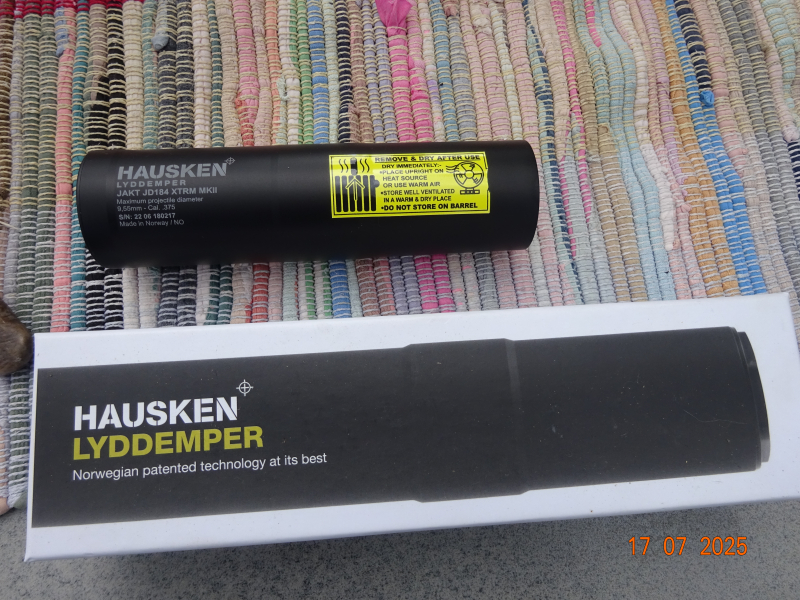 HAUSKEN
LYDDEMPER
JAKT JD184 XTRM MKII
Maximum projectile diameter
9.55mm - Cal. .375
S/N: 22 06 180217
Made in Norway / NO
REMOVE & DRY AFTER USE
DRY IMMEDIATELY:-
•PLACE UPRIGHT ON
HEAT SOURCE
OR USE WARM AIR
•STORE WELL VENTILATED
IN A WARM & DRY PLACE
•DO NOT STORE ON BARREL
HAUSKEN
LYDDEMPER
Norwegian patented technology at its best
17 07 2025